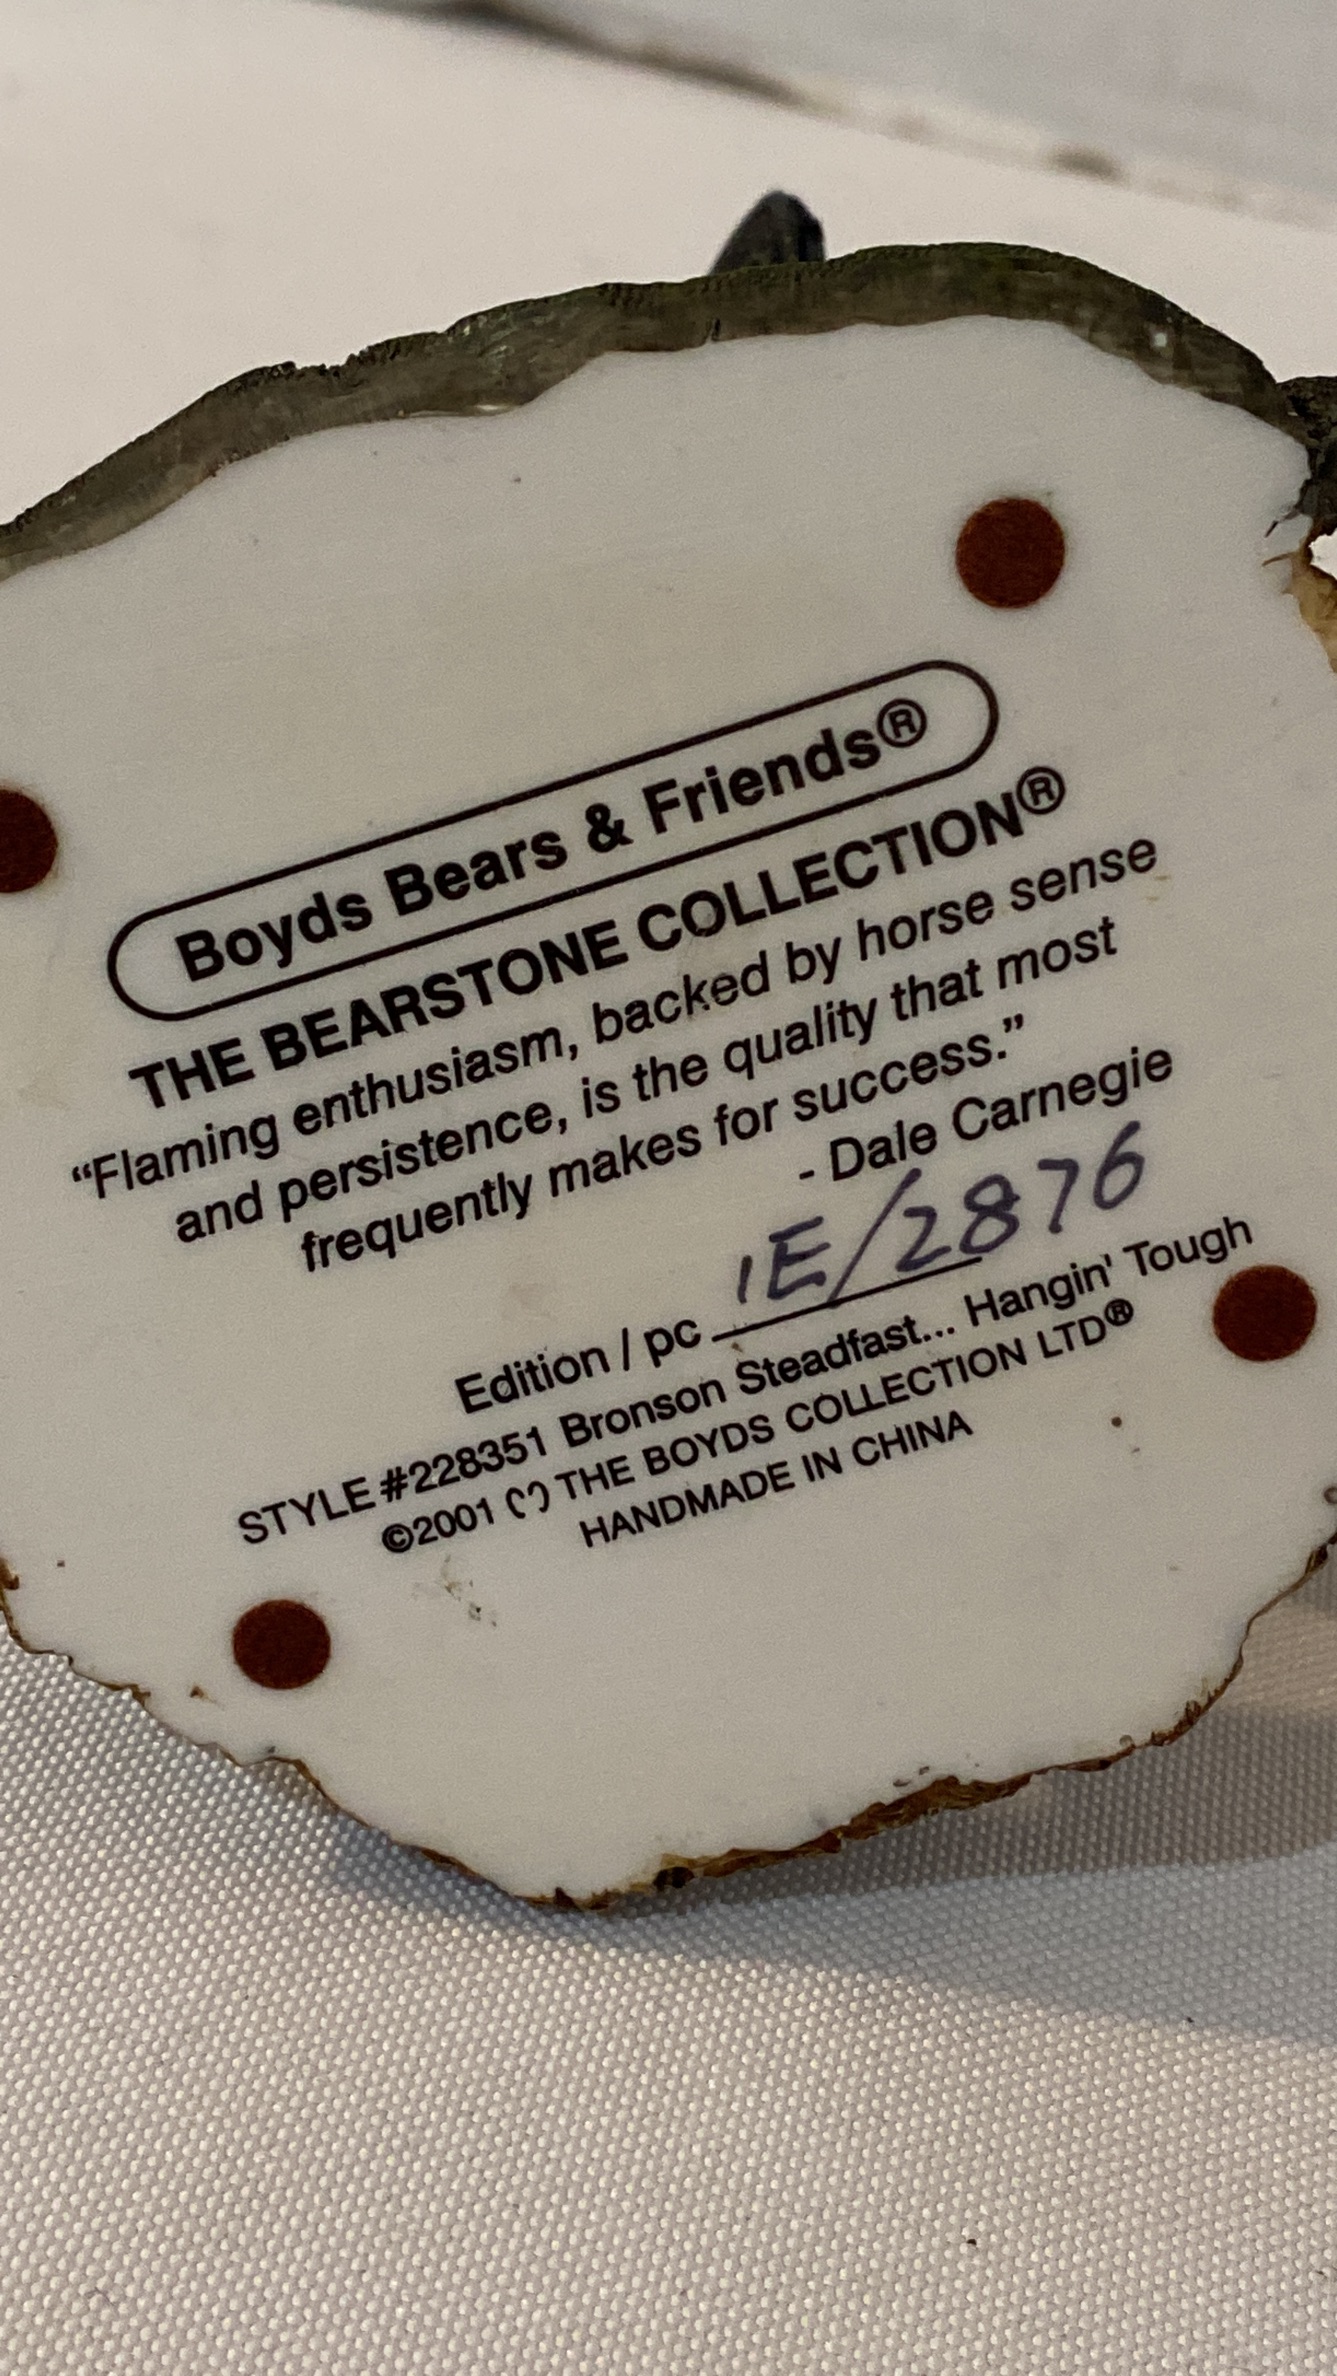 Boyds Bears & Friends®
THE BEARSTONE COLLECTION®
“Flaming enthusiasm, backed by horse sense
and persistence, is the quality that most
frequently makes for success.”
- Dale Carnegie
Edition / pc 1E/2876
STYLE #228351 Bronson Steadfast... Hangin' Tough
©2001 THE BOYDS COLLECTION LTD®
HANDMADE IN CHINA